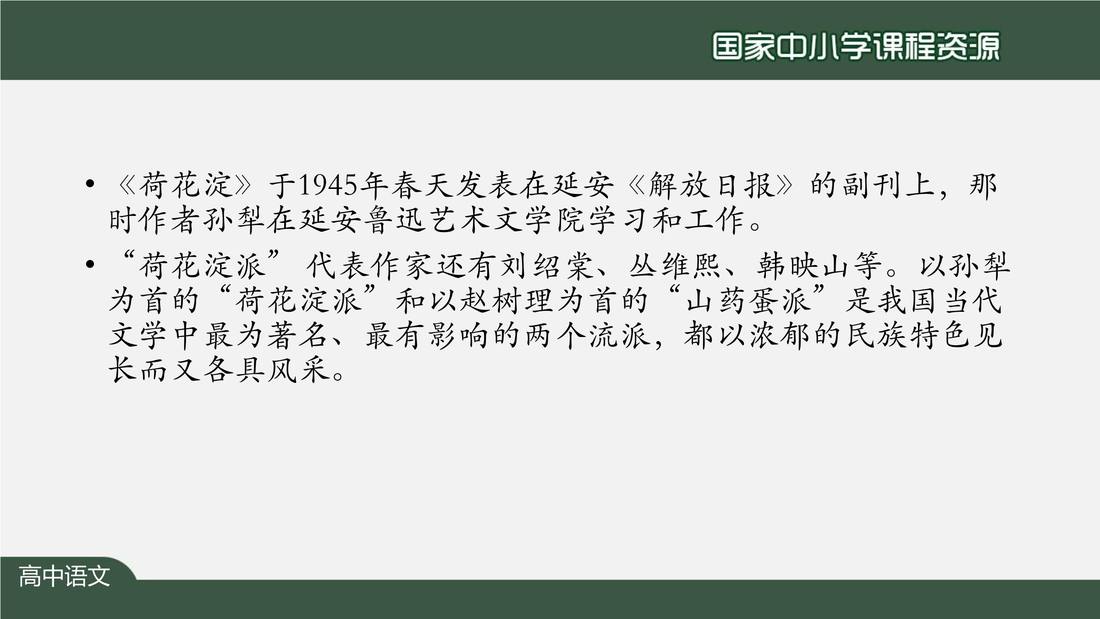 国家中小学课程资源
• 《荷花淀》于1945年春天发表在延安《解放日报》的副刊上，那
时作者孙犁在延安鲁迅艺术文学院学习和工作。
• “荷花淀派” 代表作家还有刘绍棠、丛维熙、韩映山等。以孙犁
为首的“荷花淀派”和以赵树理为首的“山药蛋派”是我国当代
文学中最为著名、最有影响的两个流派，都以浓郁的民族特色见
长而又各具风采。
高中语文